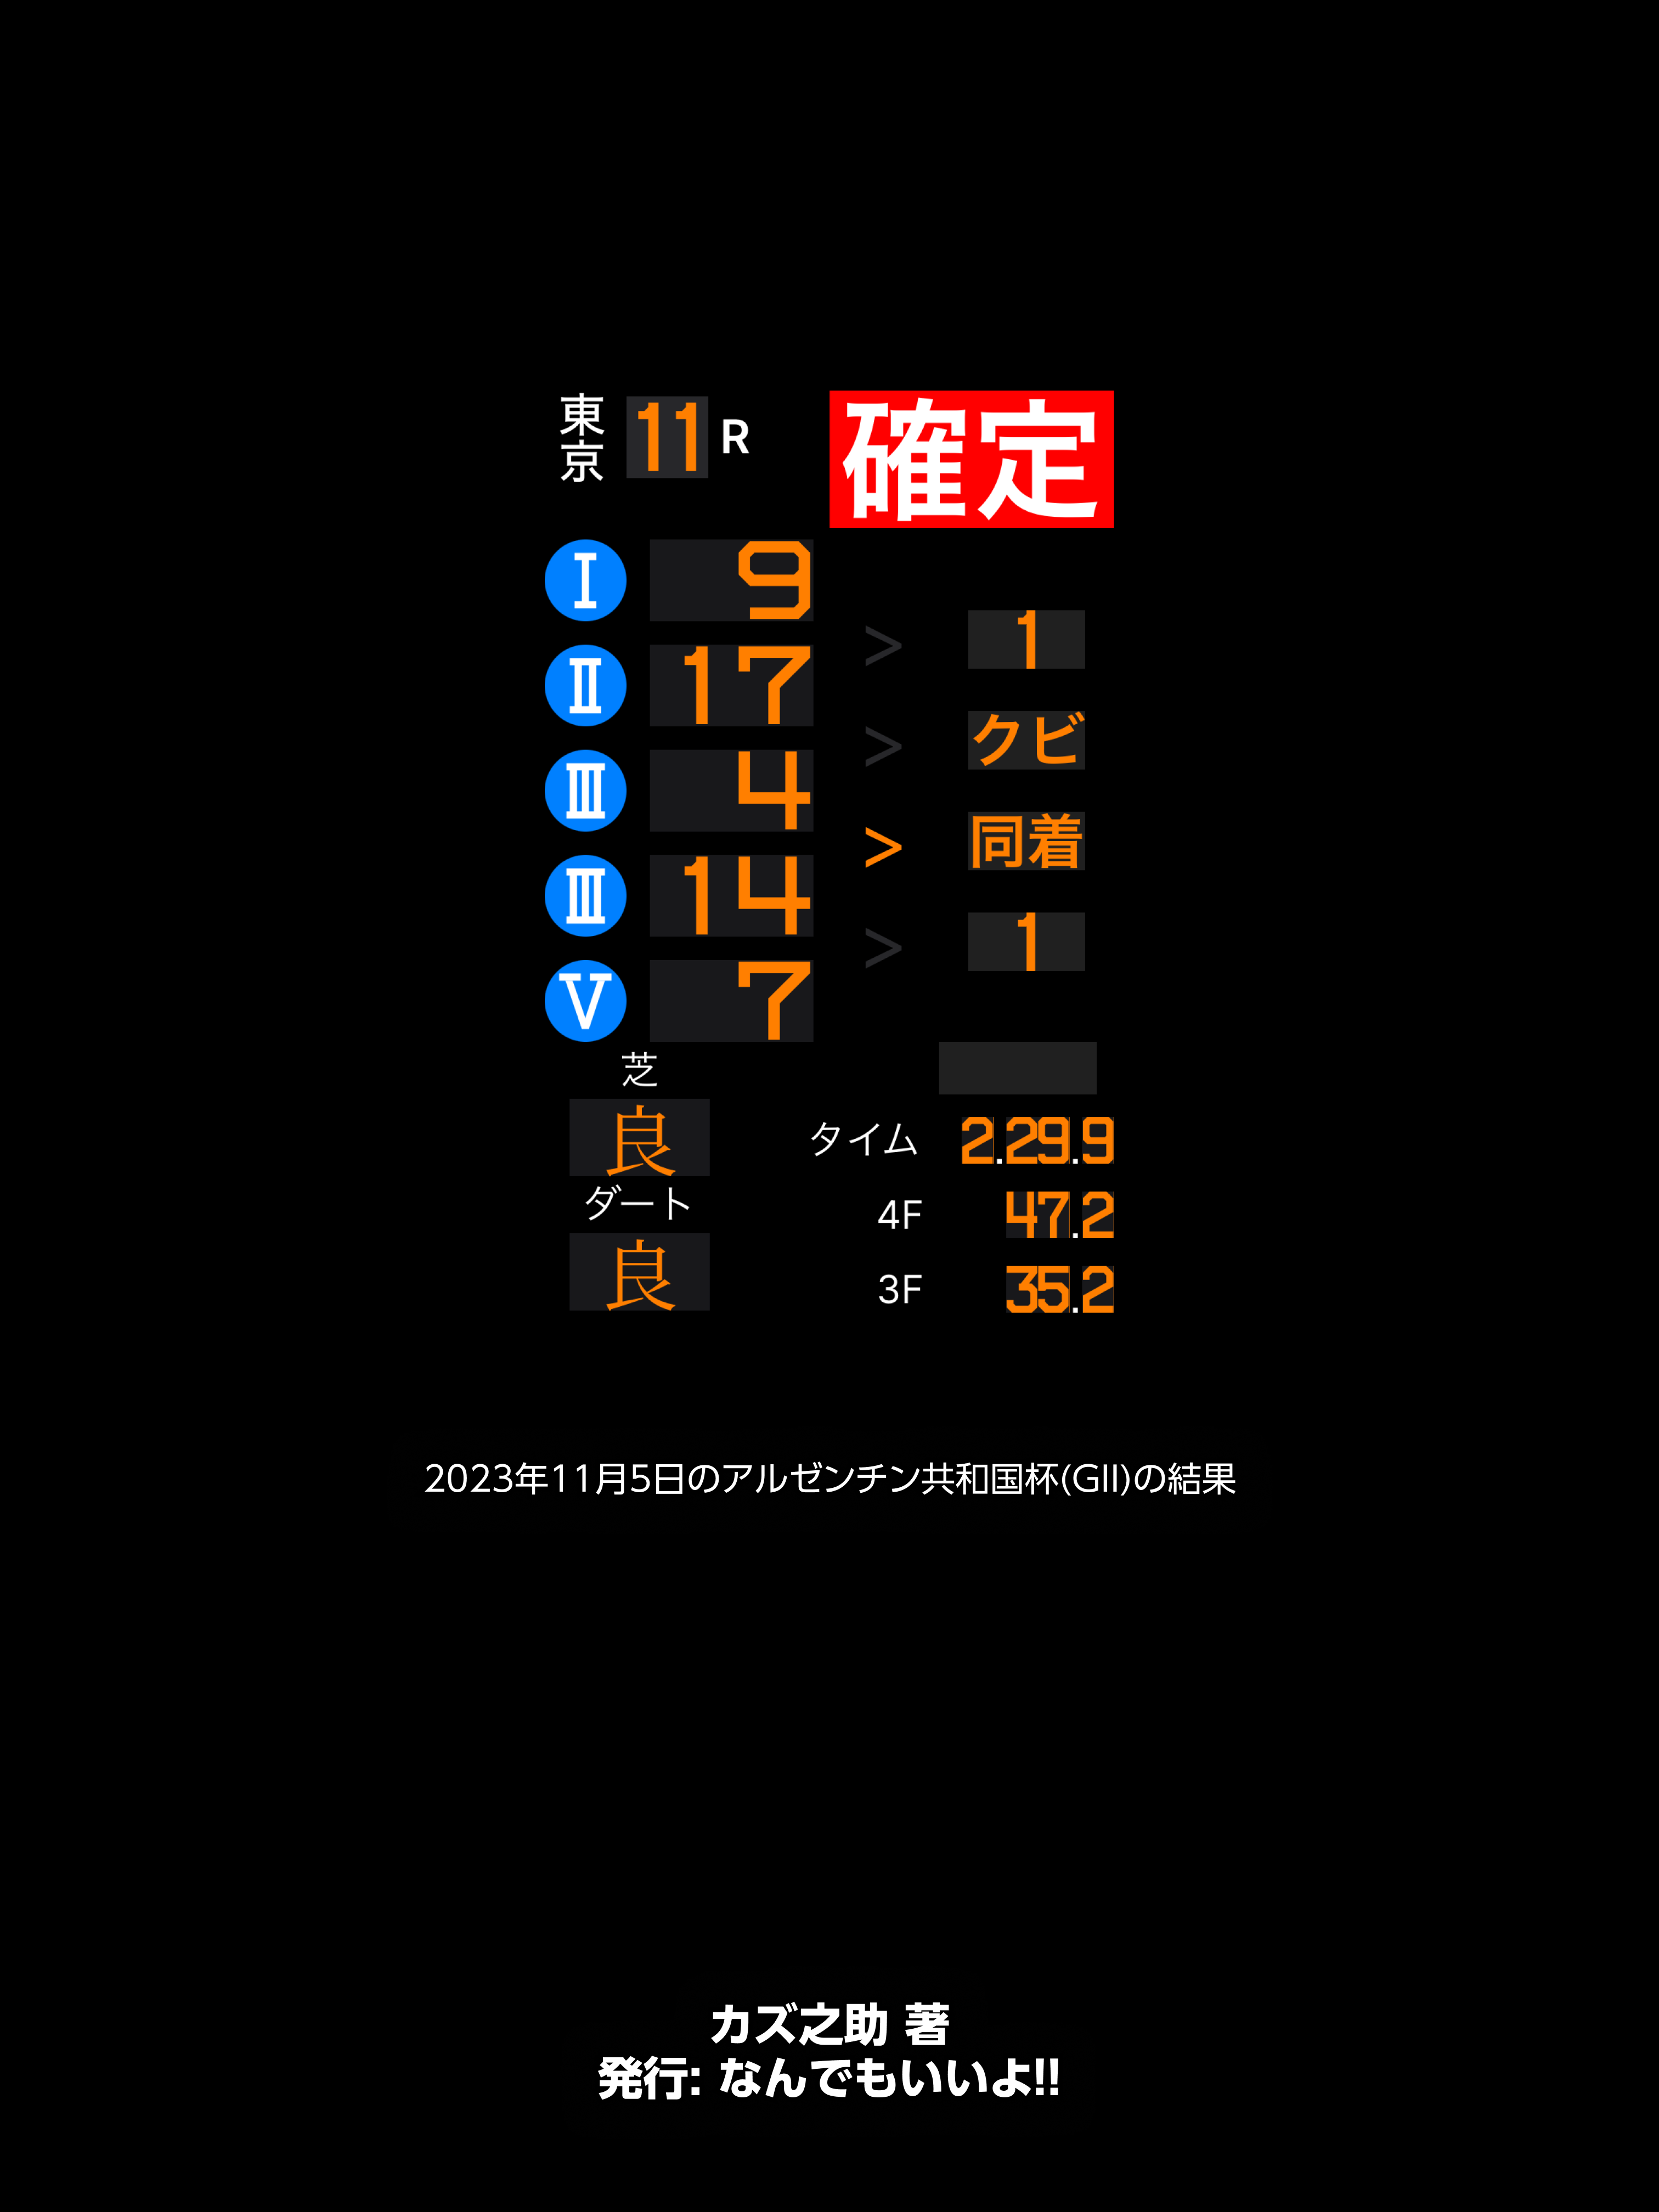 東京 11 R 確定
Ⅰ 9
> 1
Ⅱ 17
> クビ
Ⅲ 4
> 同着
Ⅲ 14
> 1
Ⅴ 7
芝
良
タイム 2.29.9
ダート
4F 47.2
良
3F 35.2
2023年11月5日のアルゼンチン共和国杯(GII)の結果
カズ之助 著
発行: なんでもいいよ!!